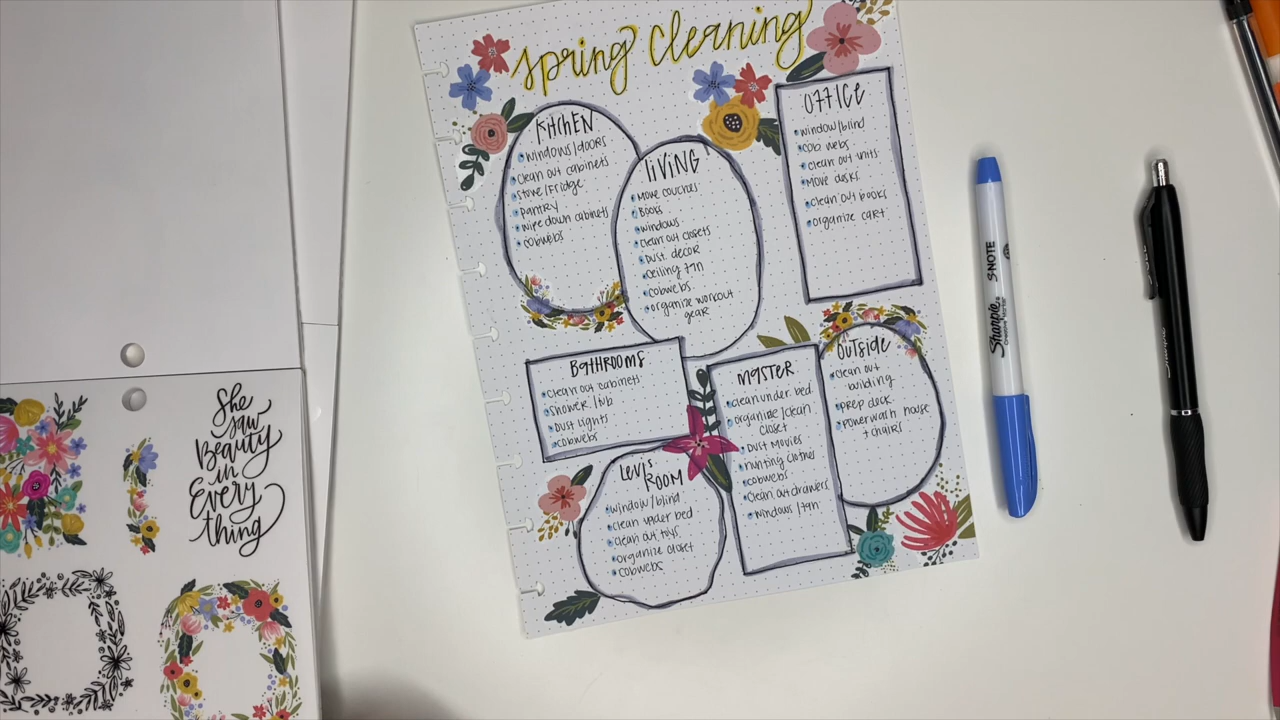 spring cleaning
KitchEN
windows/doors
clean out cabinets
stove/fridge
pantry
wipe down cabinets
cobwebs
LiViNG
Move couches
Books
windows
clean out closets
Dust decor
ceiling fan
cobwebs
organize workout
gear
OffiCE
window/blind
cob webs
clean out units
Move desks
clean out books
organize cart
BatHROOMS
Clean out cabinets
Shower/tub
Dust lights
cobwebs
MasTER
clean under bed
organize/clean
closet
Dust Movies
hunting clothes
cobwebs
Clean out drawers
windows/fan
OuTSide
clean out
building
prep deck
powerwash house
+ chairs
Levi's
ROOM
window/blind
clean under bed
clean out toys
organize closet
cobwebs
She
saw
Beauty
in
Every
thing
Sharpie
S·NOTE